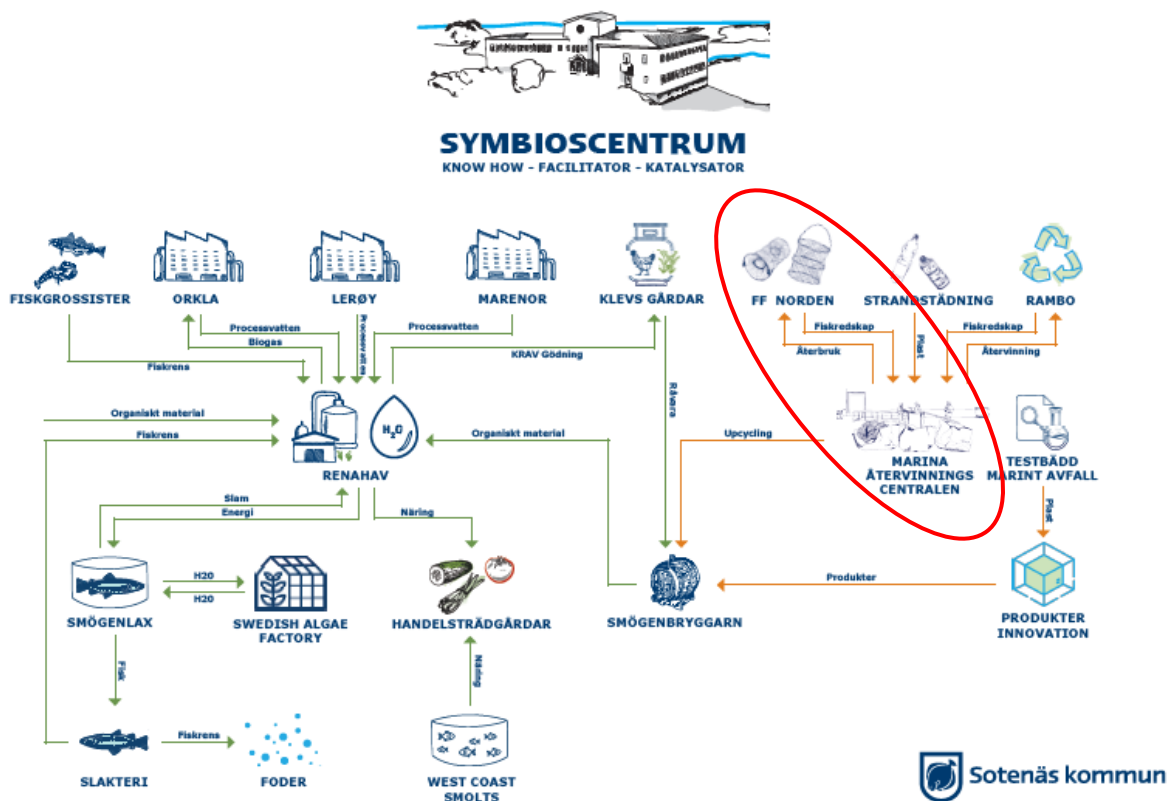 SYMBIOSCENTRUM
KNOW HOW - FACILITATOR - KATALYSATOR
FISKGROSSISTER
ORKLA
LERØY
MARENOR
KLEVS GÅRDAR
FF NORDEN
STRANDSTÄDNING
RAMBO
Processvatten
Biogas
Processvatten
Processvatten
Fiskrens
KRAV Gödning
Fiskredskap
Återbruk
Plast
Fiskredskap
Återvinning
Råvara
Organiskt material
Fiskrens
H₂O
RENAHAV
Organiskt material
Upcycling
MARINA
ÅTERVINNINGS
CENTRALEN
TESTBÄDD
MARINT AVFALL
Plast
Slam
Energi
Näring
H2O
H2O
SMÖGENLAX
SWEDISH ALGAE
FACTORY
HANDELSTRÄDGÅRDAR
SMÖGENBRYGGARN
Produkter
PRODUKTER
INNOVATION
Fisk
Näring
Fiskrens
SLAKTERI
FODER
WEST COAST
SMOLTS
Sotenäs kommun